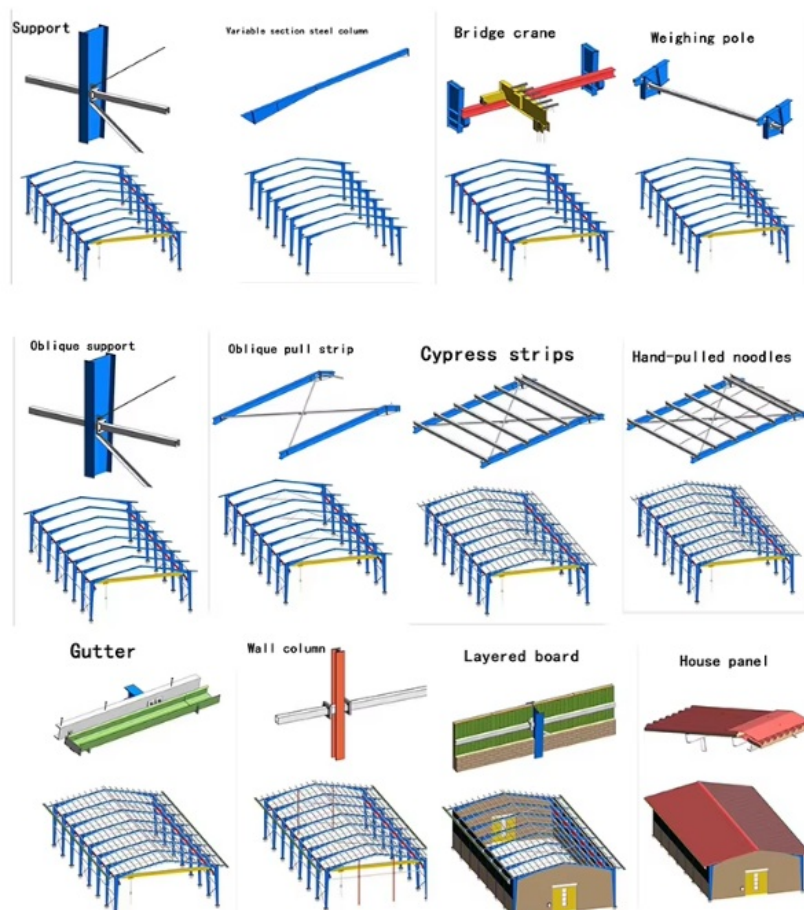 Support
Variable section steel column
Bridge crane
Weighing pole
Oblique support
Oblique pull strip
Cypress strips
Hand-pulled noodles
Gutter
Wall column
Layered board
House panel